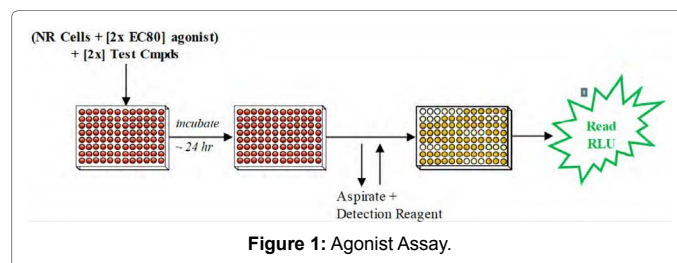 (NR Cells + [2x EC80] agonist)
+ [2x] Test Cmpds
incubate
~ 24 hr
Aspirate +
Detection Reagent
Read
RLU
Figure 1: Agonist Assay.